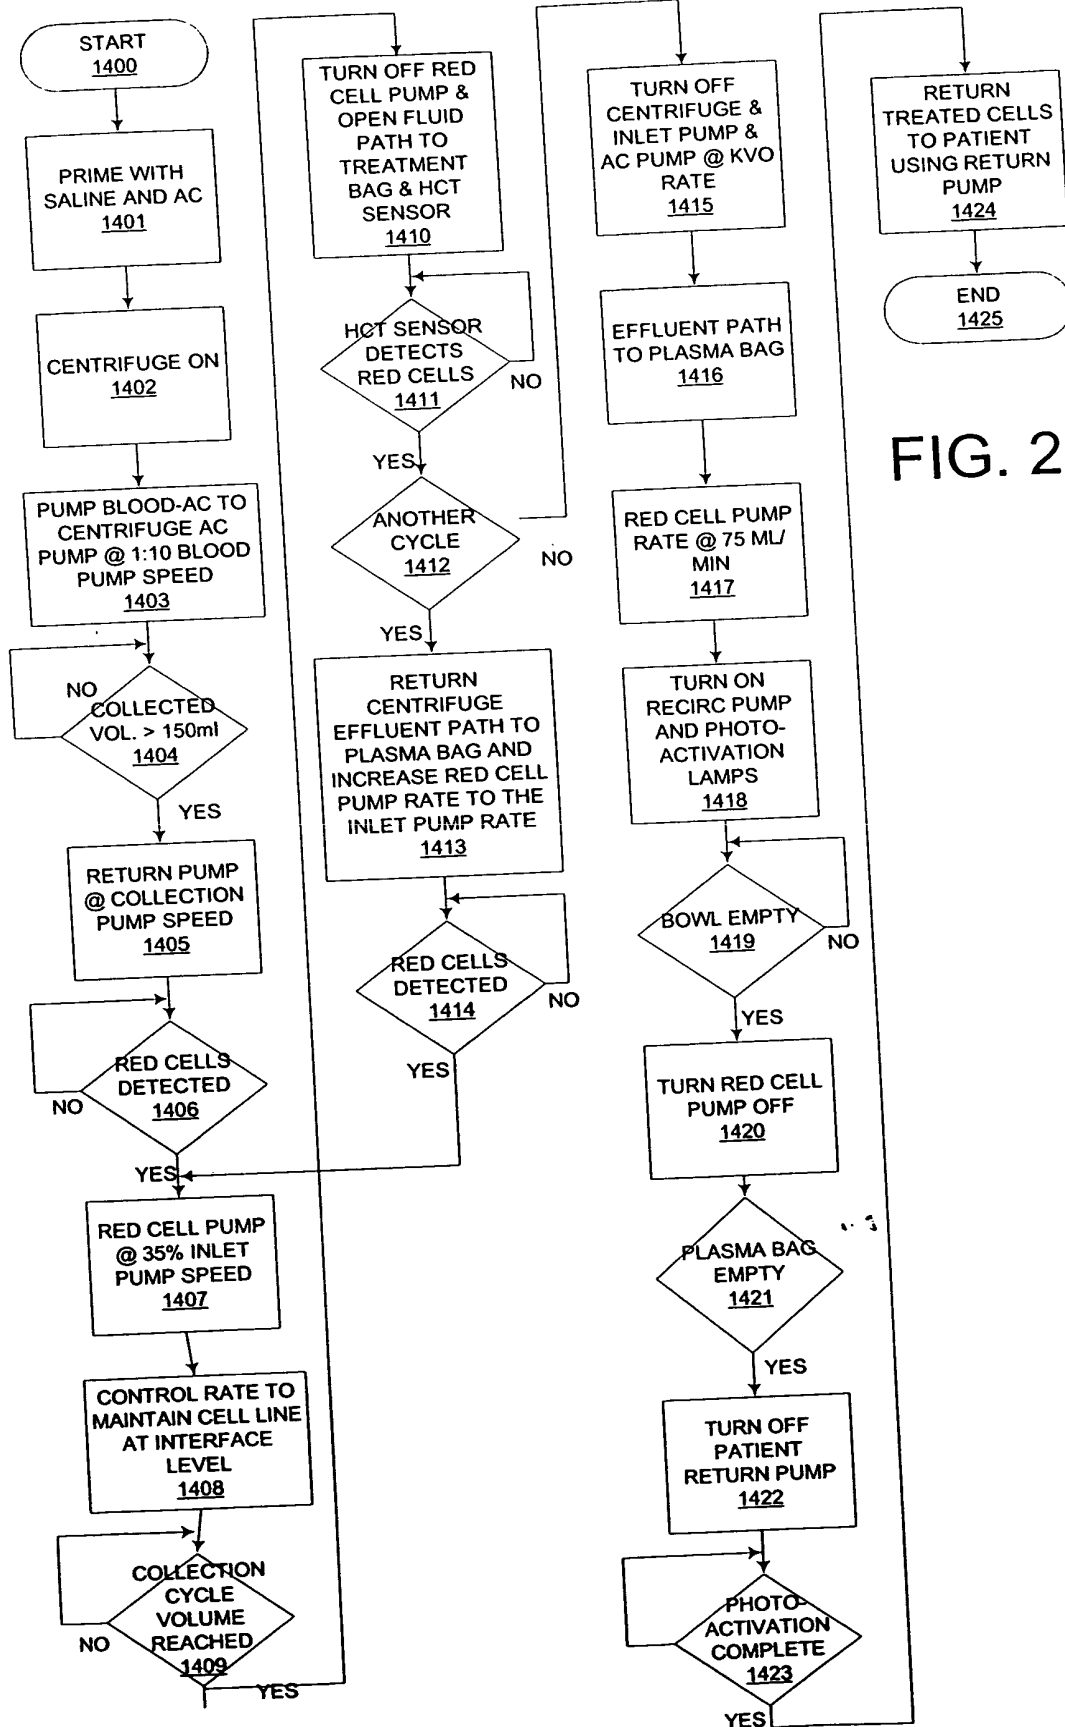 START
1400
PRIME WITH
SALINE AND AC
1401
CENTRIFUGE ON
1402
PUMP BLOOD-AC TO
CENTRIFUGE AC
PUMP @ 1:10 BLOOD
PUMP SPEED
1403
NO
COLLECTED
VOL. > 150ml
1404
YES
RETURN PUMP
@ COLLECTION
PUMP SPEED
1405
RED CELLS
DETECTED
1406
NO
YES
RED CELL PUMP
@ 35% INLET
PUMP SPEED
1407
CONTROL RATE TO
MAINTAIN CELL LINE
AT INTERFACE
LEVEL
1408
COLLECTION
CYCLE
VOLUME
REACHED
1409
NO
YES
TURN OFF RED
CELL PUMP &
OPEN FLUID
PATH TO
TREATMENT
BAG & HCT
SENSOR
1410
HCT SENSOR
DETECTS
RED CELLS
1411
NO
YES
ANOTHER
CYCLE
1412
NO
YES
RETURN
CENTRIFUGE
EFFLUENT PATH TO
PLASMA BAG AND
INCREASE RED CELL
PUMP RATE TO THE
INLET PUMP RATE
1413
RED CELLS
DETECTED
1414
NO
YES
TURN OFF
CENTRIFUGE &
INLET PUMP &
AC PUMP @ KVO
RATE
1415
EFFLUENT PATH
TO PLASMA BAG
1416
RED CELL PUMP
RATE @ 75 ML/
MIN
1417
TURN ON
RECIRC PUMP
AND PHOTO-
ACTIVATION
LAMPS
1418
BOWL EMPTY
1419
NO
YES
TURN RED CELL
PUMP OFF
1420
PLASMA BAG
EMPTY
1421
YES
TURN OFF
PATIENT
RETURN PUMP
1422
PHOTO-
ACTIVATION
COMPLETE
1423
YES
RETURN
TREATED CELLS
TO PATIENT
USING RETURN
PUMP
1424
END
1425
FIG. 2